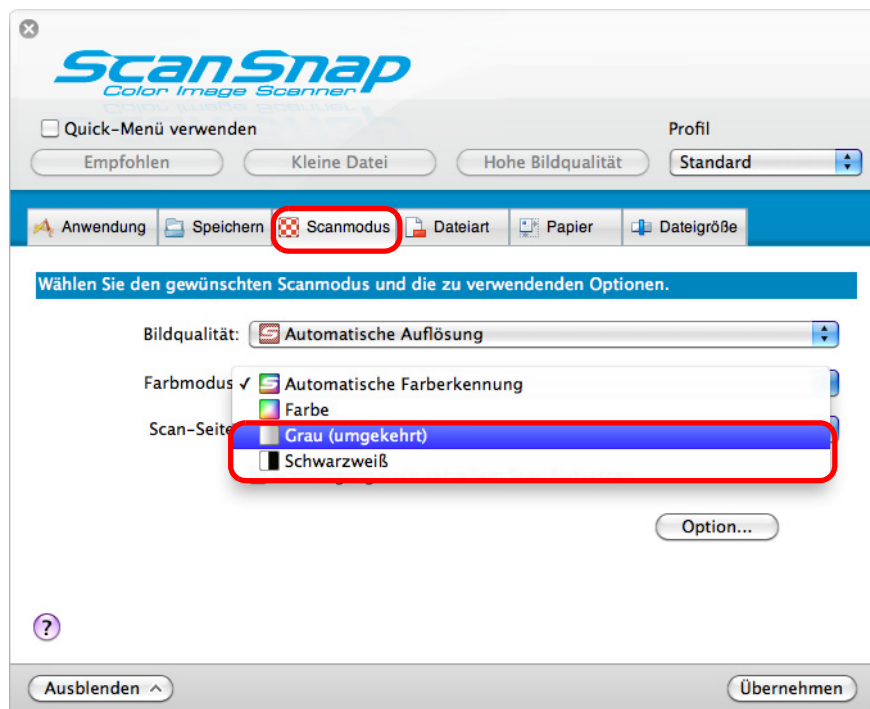 ScanSnap
Color Image Scanner
Quick-Menü verwenden
Profil
Empfohlen
Kleine Datei
Hohe Bildqualität
Standard
Anwendung
Speichern
Scanmodus
Dateiart
Papier
Dateigröße
Wählen Sie den gewünschten Scanmodus und die zu verwendenden Optionen.
Bildqualität: Automatische Auflösung
Farbmodus ✓ Automatische Farberkennung
Farbe
Scan-Seite Grau (umgekehrt)
Schwarzweiß
Option...
?
Ausblenden
Übernehmen